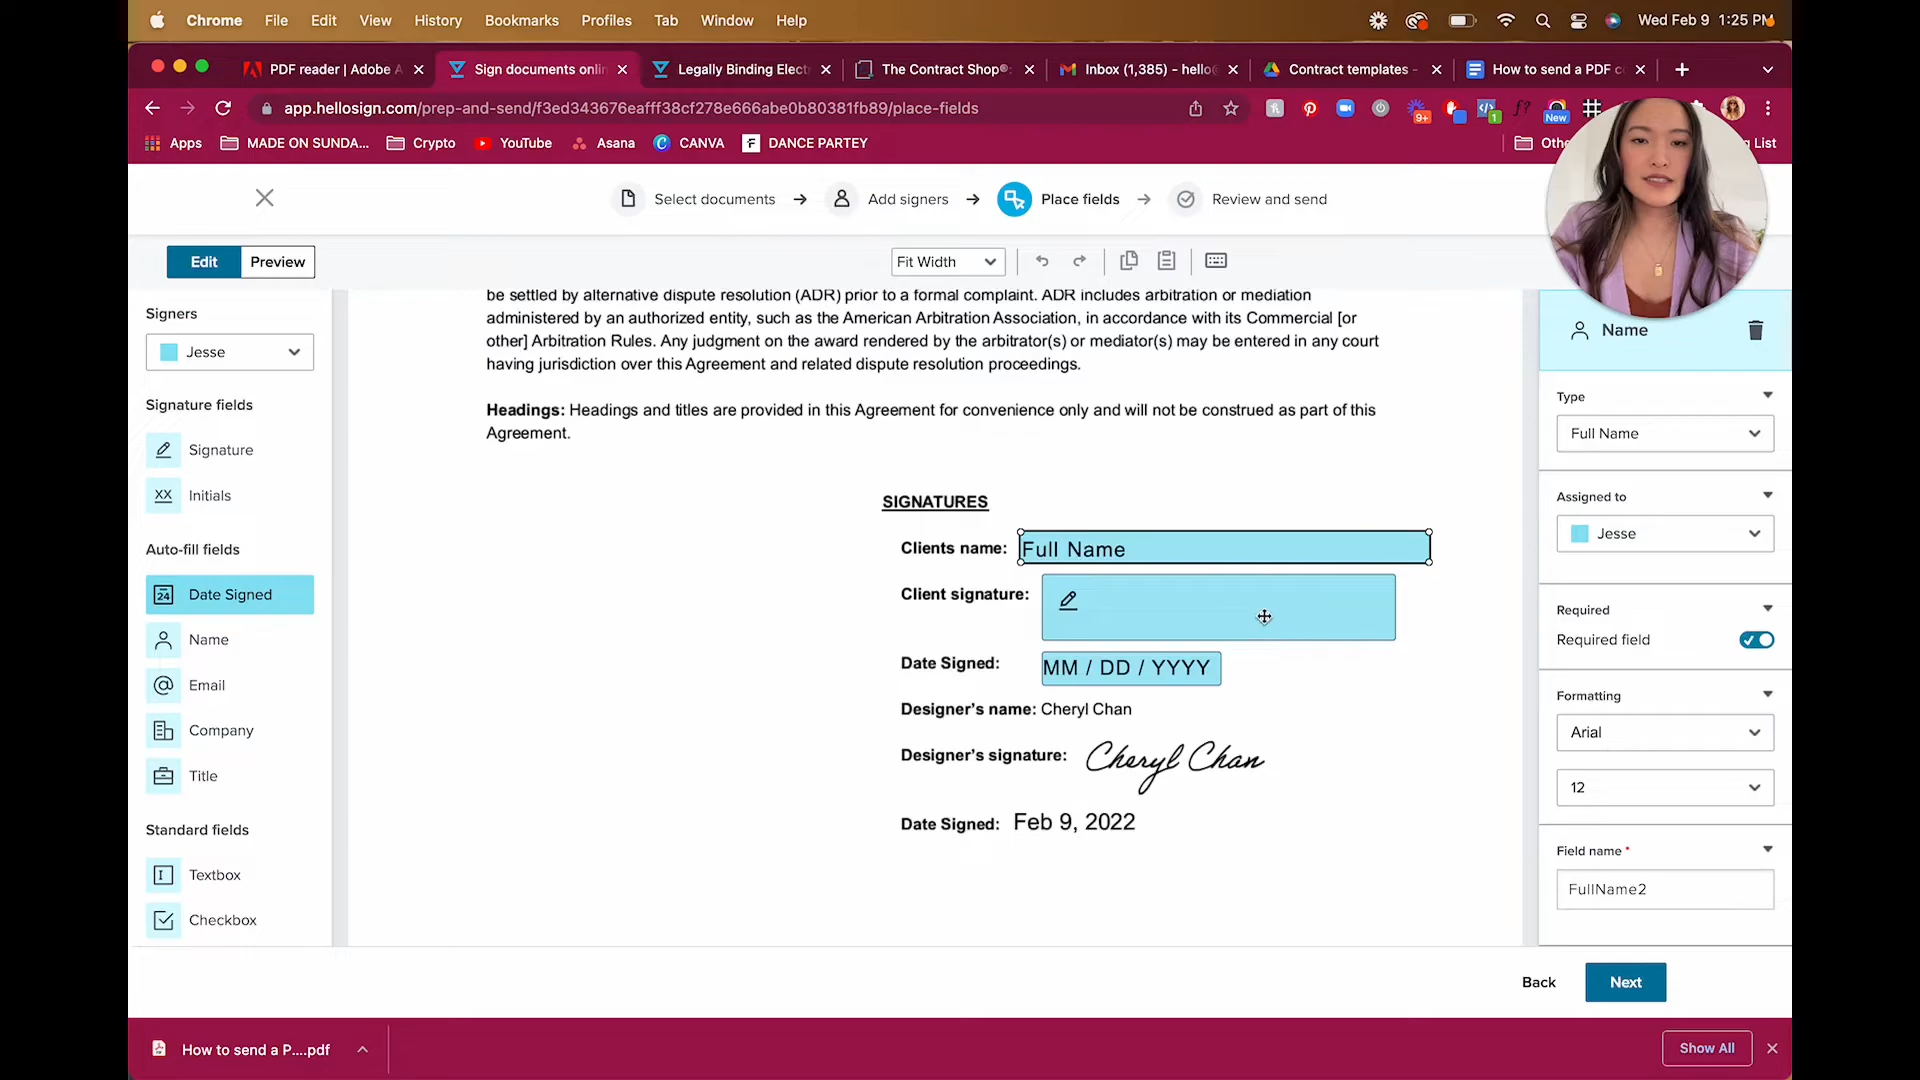 Chrome File Edit View History Bookmarks Profiles Tab Window Help Wed Feb 9 1:25 PM
PDF reader | Adobe A Sign documents onlin Legally Binding Elect The Contract Shop®: Inbox (1,385) - hello@ Contract templates - How to send a PDF c
app.hellosign.com/prep-and-send/f3ed343676eafff38cf278e666abe0b80381fb89/place-fields
9+ 1 f? New
Apps MADE ON SUNDA... Crypto YouTube Asana CANVA F DANCE PARTEY Othe g List
Select documents → Add signers → Place fields → Review and send
Edit Preview Fit Width
Signers
Jesse
Signature fields
Signature
XX Initials
Auto-fill fields
24 Date Signed
Name
@ Email
Company
Title
Standard fields
I Textbox
Checkbox
be settled by alternative dispute resolution (ADR) prior to a formal complaint. ADR includes arbitration or mediation
administered by an authorized entity, such as the American Arbitration Association, in accordance with its Commercial [or
other] Arbitration Rules. Any judgment on the award rendered by the arbitrator(s) or mediator(s) may be entered in any court
having jurisdiction over this Agreement and related dispute resolution proceedings.
Headings: Headings and titles are provided in this Agreement for convenience only and will not be construed as part of this
Agreement.
SIGNATURES
Clients name: Full Name
Client signature:
Date Signed: MM / DD / YYYY
Designer's name: Cheryl Chan
Designer's signature: Cheryl Chan
Date Signed: Feb 9, 2022
Name
Type
Full Name
Assigned to
Jesse
Required
Required field
Formatting
Arial
12
Field name *
FullName2
Back Next
How to send a P....pdf Show All